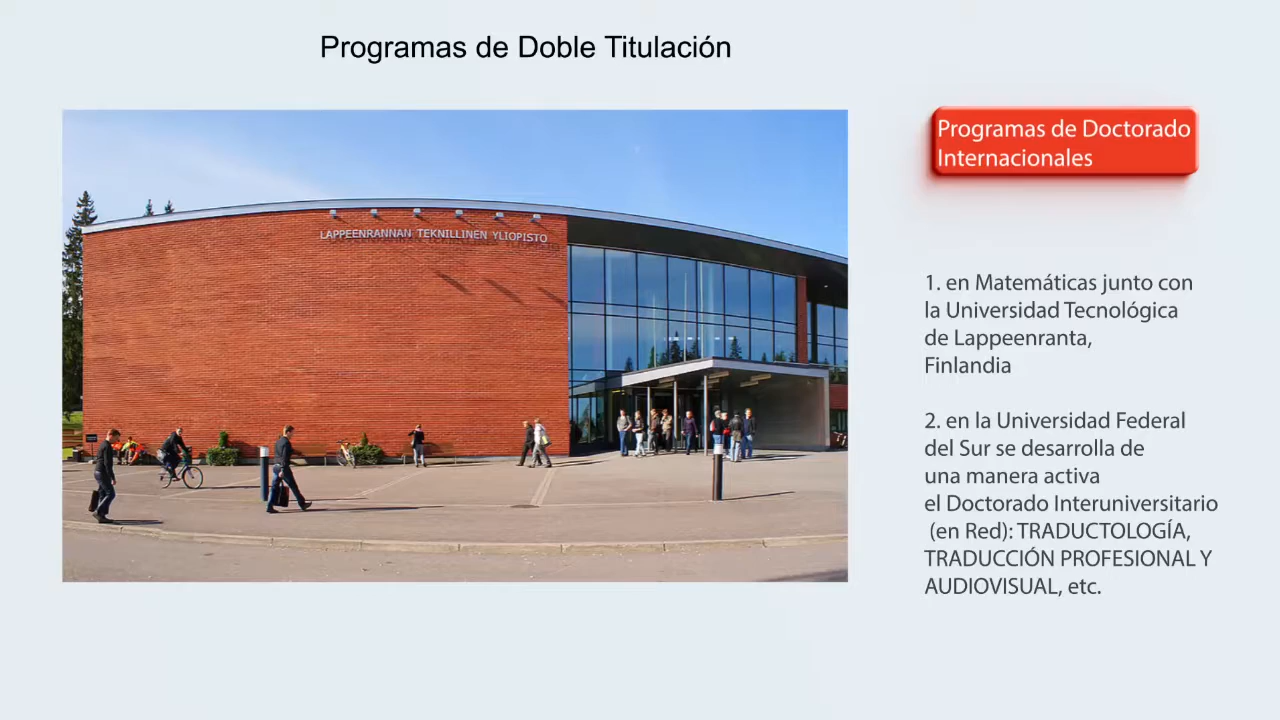 Programas de Doble Titulación
LAPPEENRANNAN TEKNILLINEN YLIOPISTO
Programas de Doctorado
Internacionales
1. en Matemáticas junto con
la Universidad Tecnológica
de Lappeenranta,
Finlandia
2. en la Universidad Federal
del Sur se desarrolla de
una manera activa
el Doctorado Interuniversitario
(en Red): TRADUCTOLOGÍA,
TRADUCCIÓN PROFESIONAL Y
AUDIOVISUAL, etc.